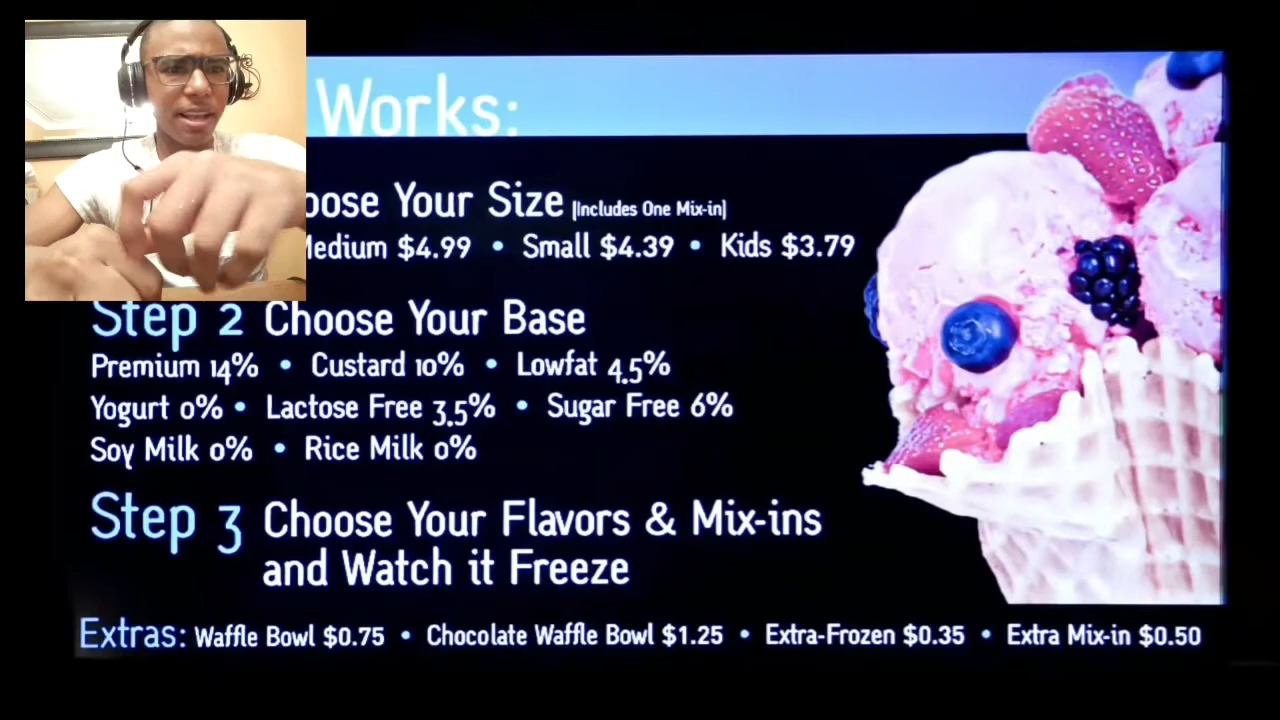 Works:
oose Your Size (Includes One Mix-in)
Medium $4.99 • Small $4.39 • Kids $3.79
Step 2 Choose Your Base
Premium 14% • Custard 10% • Lowfat 4.5%
Yogurt 0% • Lactose Free 3.5% • Sugar Free 6%
Soy Milk 0% • Rice Milk 0%
Step 3 Choose Your Flavors & Mix-ins
and Watch it Freeze
Extras: Waffle Bowl $0.75 • Chocolate Waffle Bowl $1.25 • Extra-Frozen $0.35 • Extra Mix-in $0.50